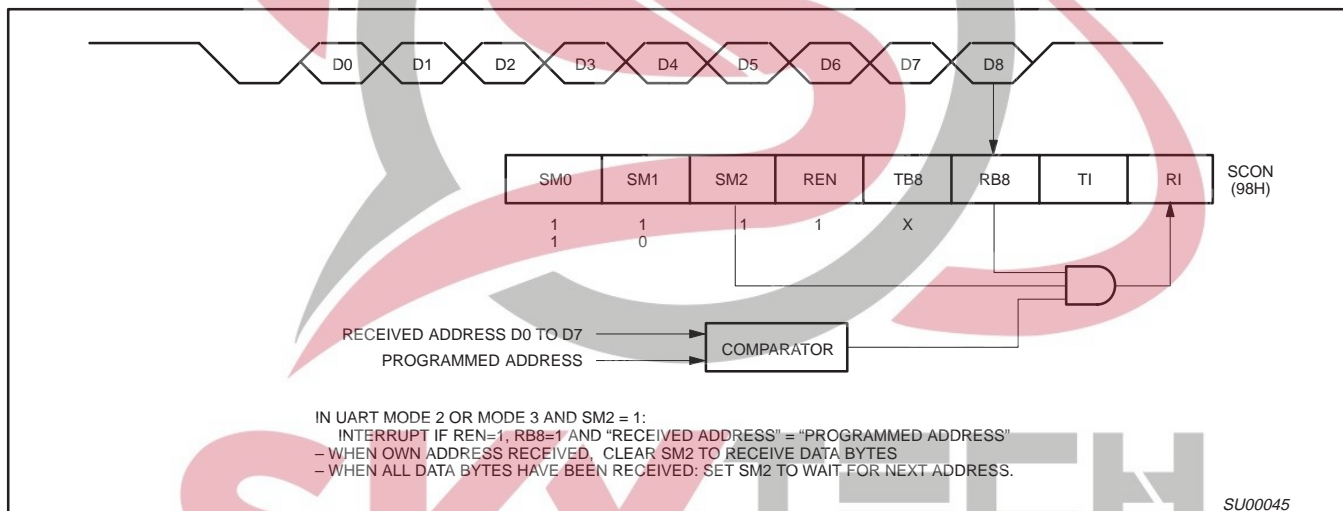 D0 D1 D2 D3 D4 D5 D6 D7 D8
SM0 SM1 SM2 REN TB8 RB8 TI RI
SCON
(98H)
1 1 1 1 X
1 0
RECEIVED ADDRESS D0 TO D7
PROGRAMMED ADDRESS
COMPARATOR
IN UART MODE 2 OR MODE 3 AND SM2 = 1:
INTERRUPT IF REN=1, RB8=1 AND “RECEIVED ADDRESS” = “PROGRAMMED ADDRESS”
– WHEN OWN ADDRESS RECEIVED, CLEAR SM2 TO RECEIVE DATA BYTES
– WHEN ALL DATA BYTES HAVE BEEN RECEIVED: SET SM2 TO WAIT FOR NEXT ADDRESS.
SKYTECH
SU00045